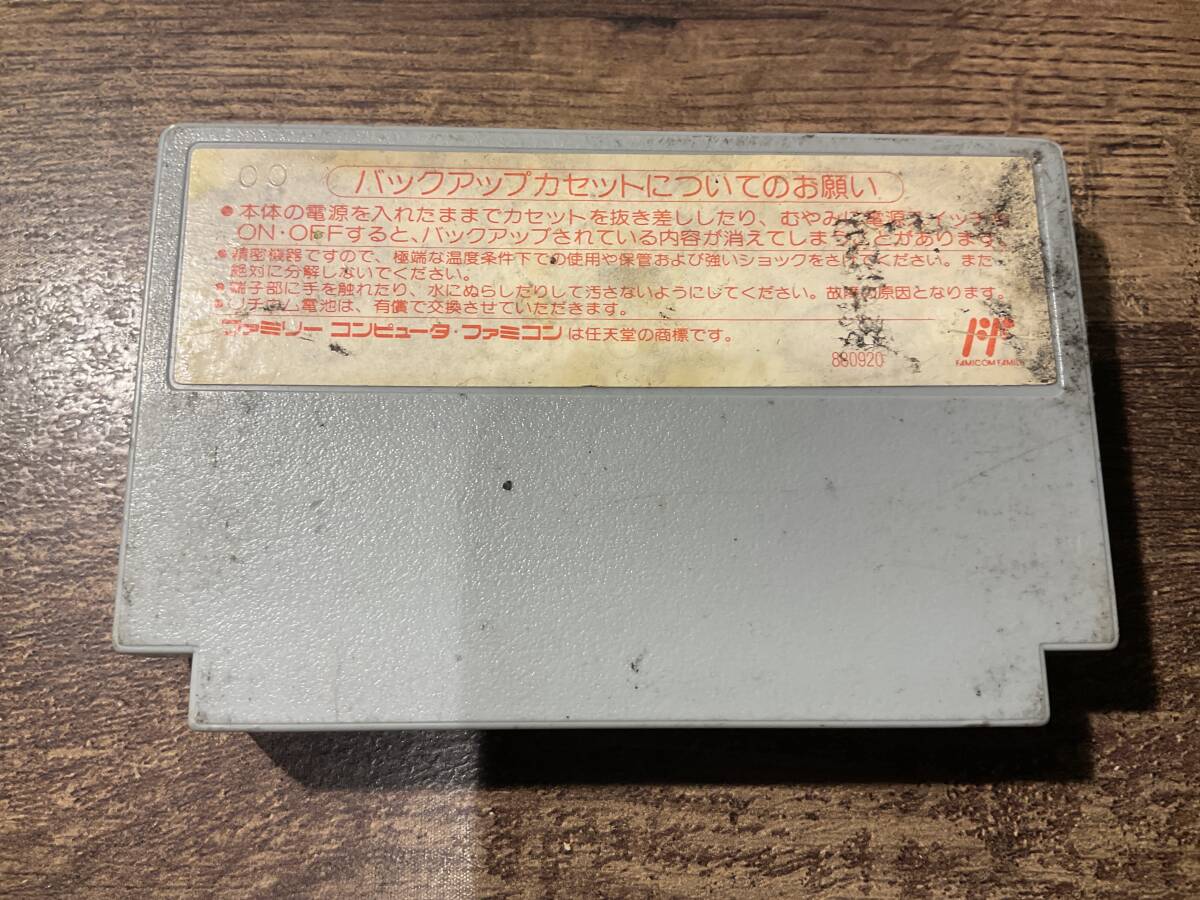 00
バックアップカセットについてのお願い
●本体の電源を入れたままでカセットを抜き差ししたり、むやみに電源スイッチを
ON・OFFすると、バックアップされている内容が消えてしまうことがあります。
●精密機器ですので、極端な温度条件下での使用や保管および強いショックをさけてください。また、
絶対に分解しないでください。
●端子部に手を触れたり、水にぬらしたりして汚さないようにしてください。故障の原因となります。
●リチウム電池は、有償で交換させていただきます。
ファミリー コンピュータ・ファミコンは任天堂の商標です。
FF
880920
FAMICOM FAMILY